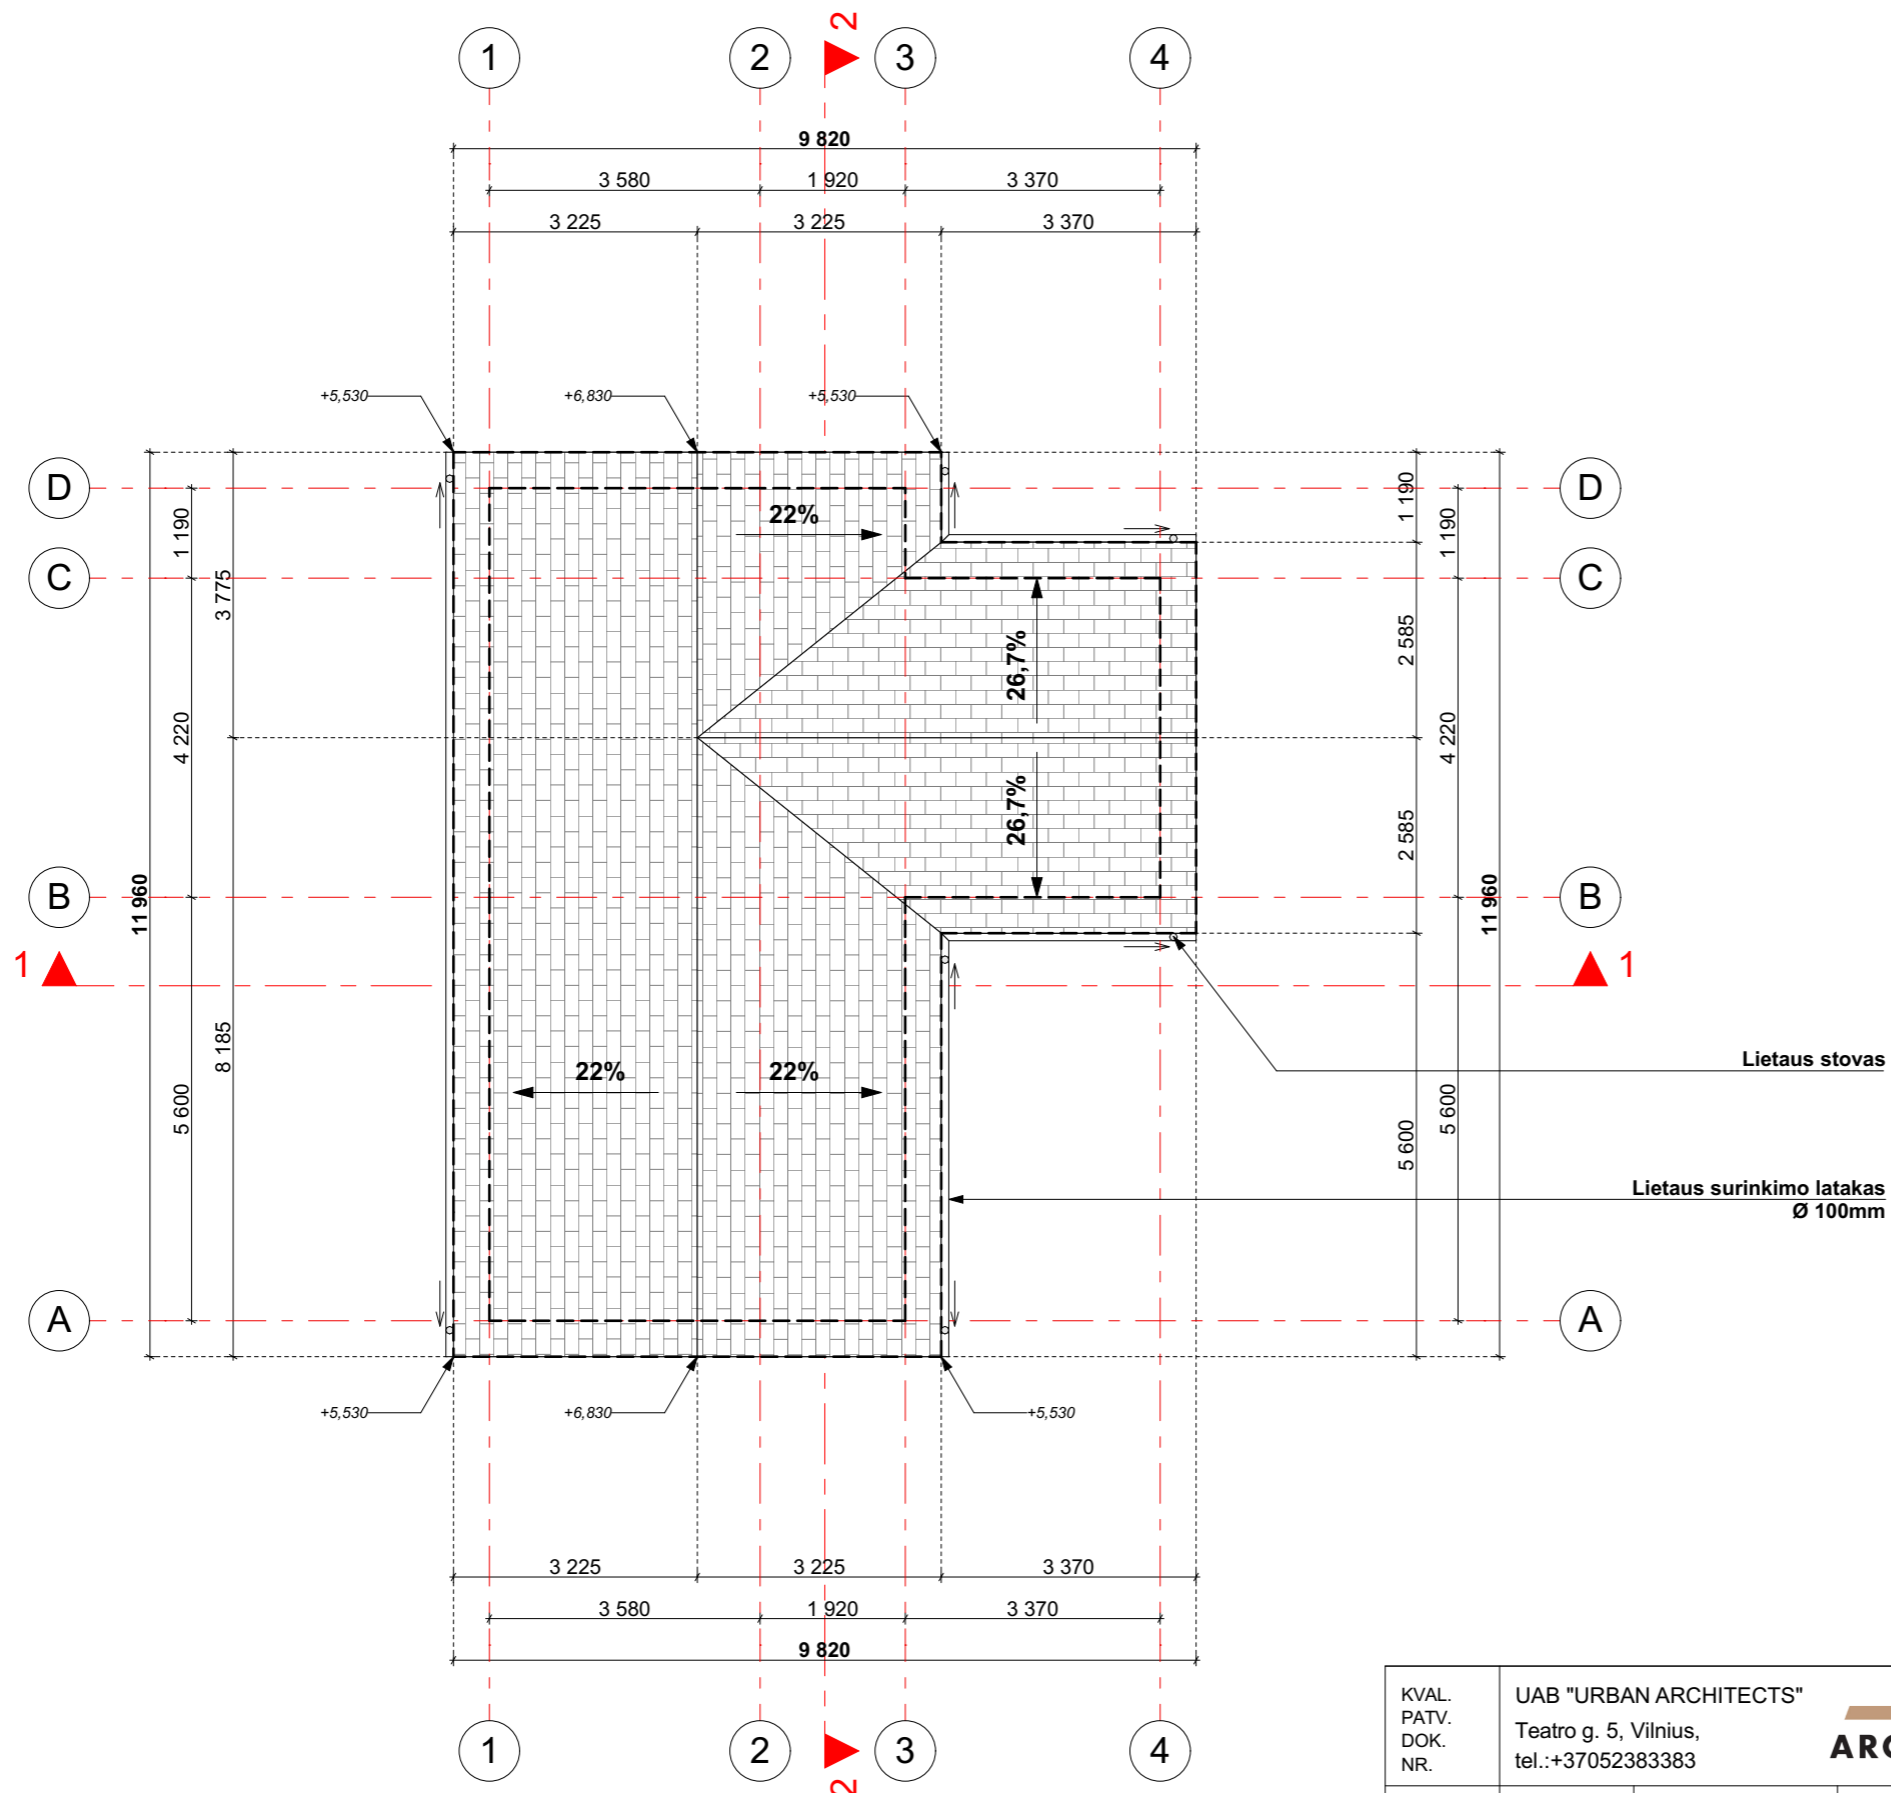 2
1
2
3
4
9 820
3 580
1 920
3 370
3 225
3 225
3 370
+5,530
+6,830
+5,530
D
D
1 190
1 190
1 190
22%
C
C
3 775
2 585
26,7%
4 220
4 220
26,7%
2 585
B
B
11 960
11 960
1
1
8 185
Lietaus stovas
22%
22%
5 600
5 600
5 600
Lietaus surinkimo latakas
Ø 100mm
A
A
+5,530
+6,830
+5,530
3 225
3 225
3 370
3 580
1 920
3 370
9 820
1
2
3
4
2
KVAL.
PATV.
DOK.
NR.
UAB "URBAN ARCHITECTS"
Teatro g. 5, Vilnius,
tel.:+37052383383